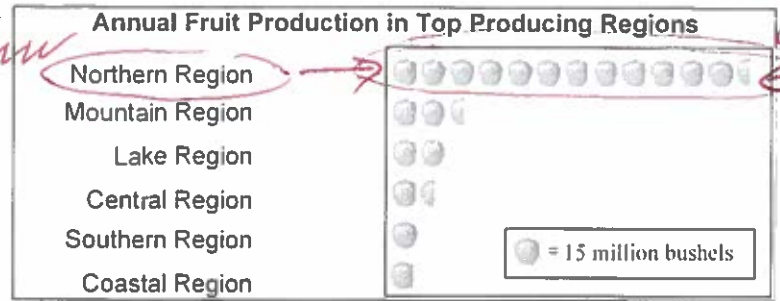 Annual Fruit Production in Top Producing Regions
Northern Region
Mountain Region
Lake Region
Central Region
Southern Region
= 15 million bushels
Coastal Region